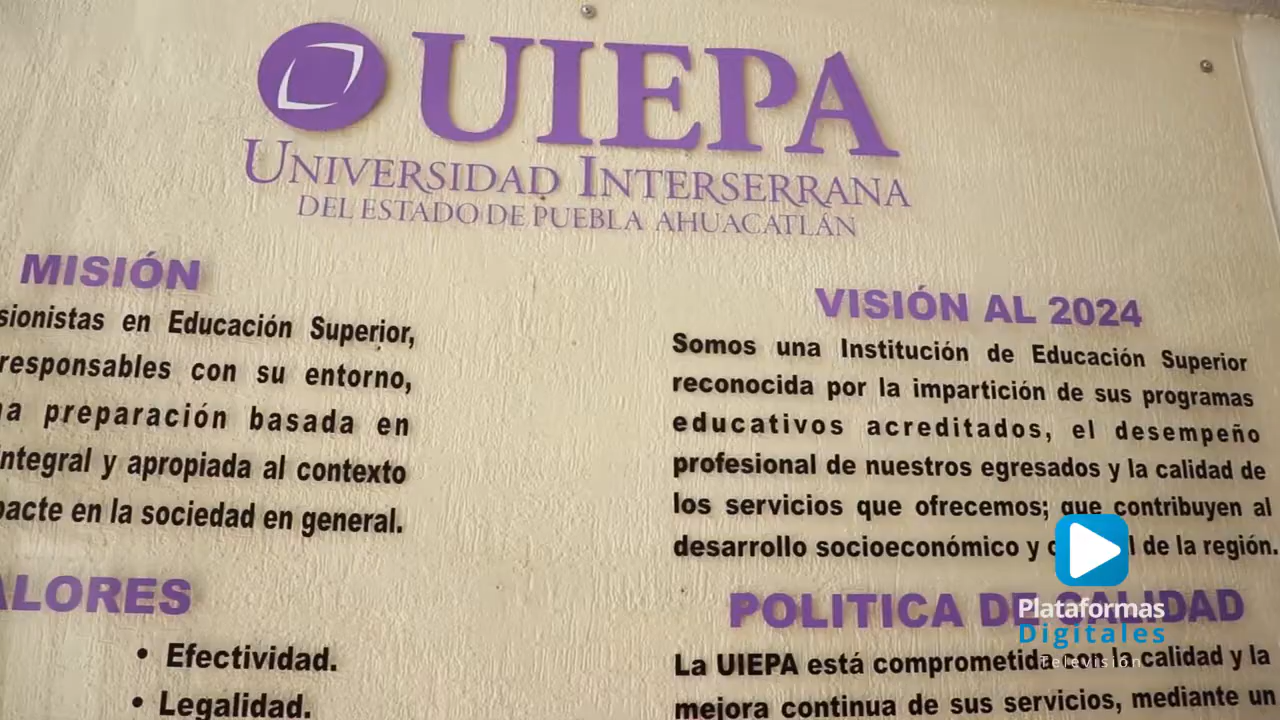 UIEPA
UNIVERSIDAD INTERSERRANA
DEL ESTADO DE PUEBLA AHUACATLÁN
MISIÓN
sionistas en Educación Superior,
responsables con su entorno,
a preparación basada en
integral y apropiada al contexto
pacte en la sociedad en general.
ALORES
• Efectividad.
• Legalidad.
VISIÓN AL 2024
Somos una Institución de Educación Superior
reconocida por la impartición de sus programas
educativos acreditados, el desempeño
profesional de nuestros egresados y la calidad de
los servicios que ofrecemos; que contribuyen al
desarrollo socioeconómico y de la región.
POLITICA DE CALIDAD
La UIEPA está comprometida con la calidad y la
mejora continua de sus servicios, mediante un
Plataformas
Digitales
Televisión